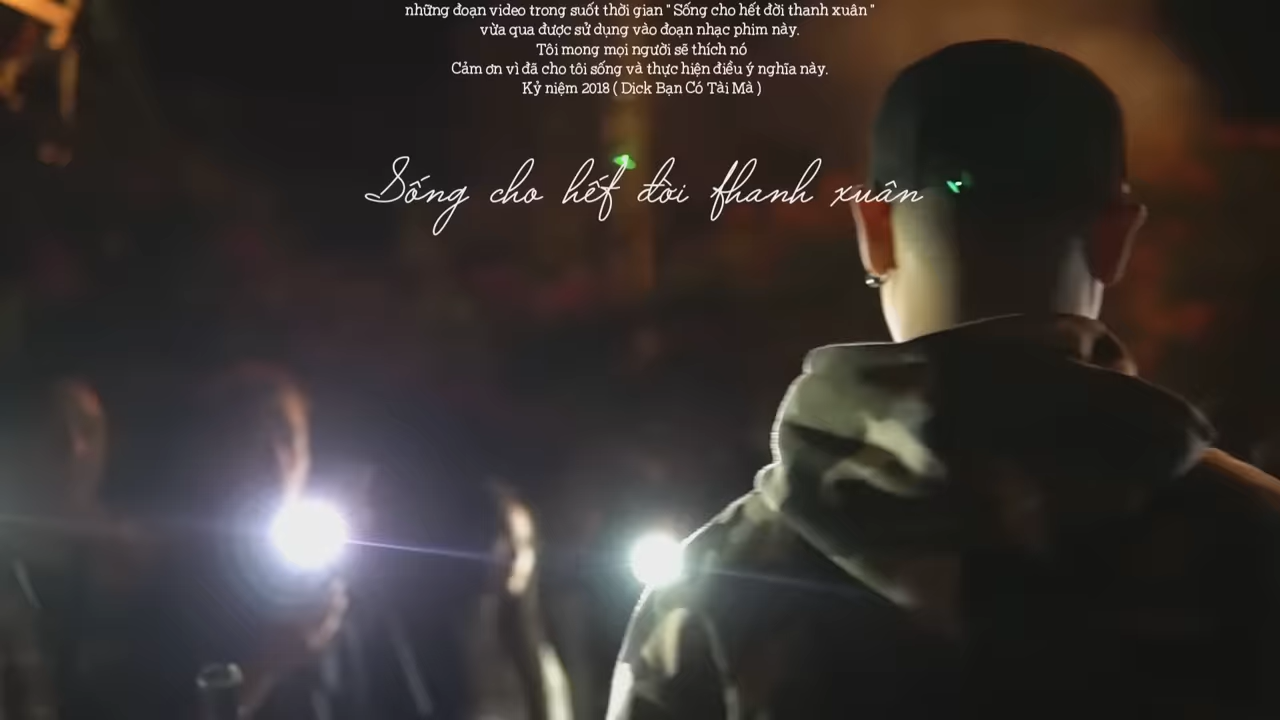 những đoạn video trong suốt thời gian " Sống cho hết đời thanh xuân "
vừa qua được sử dụng vào đoạn nhạc phim này.
Tôi mong mọi người sẽ thích nó
Cảm ơn vì đã cho tôi sống và thực hiện điều ý nghĩa này.
Kỷ niệm 2018 ( Dick Bạn Có Tài Mà )
Sống cho hết đời thanh xuân